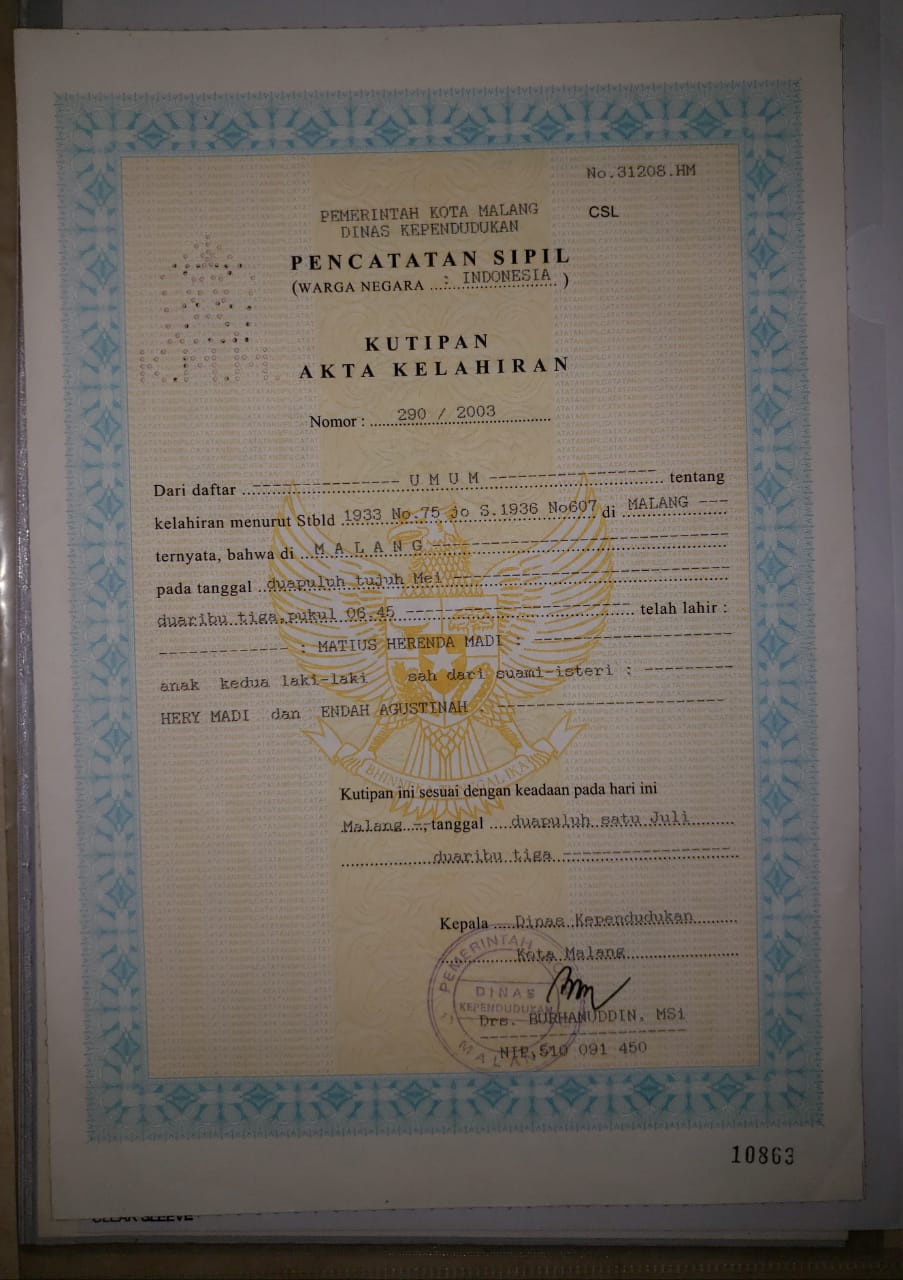 No.31208.HM
PEMERINTAH KOTA MALANG
CSL
DINAS KEPENDUDUKAN
PENCATATAN SIPIL
(WARGA NEGARA : INDONESIA )
KUTIPAN
AKTA KELAHIRAN
Nomor : 290 / 2003
Dari daftar --------------- U M U M ----------------- tentang
kelahiran menurut Stbld 1933 No.75 jo S.1936 No607 di MALANG ---
ternyata, bahwa di M A L A N G
pada tanggal duapuluh tujuh Mei
duaribu tiga,pukul 06.45 ------------------------ telah lahir :
------------- : MATIUS HERENDA MADI : ---------------------
anak kedua laki-laki sah dari suami-isteri : ---------
HERY MADI dan ENDAH AGUSTINAH .------------------------
BHINNEKA TUNGGAL IKA
Kutipan ini sesuai dengan keadaan pada hari ini
Malang -, tanggal duapuluh satu Juli
duaribu tiga -----------------
Kepala Dinas Kependudukan
Kota Malang
PEMERINTAH
DINAS
KEPENDUDUKAN
MALANG
Drs. BURHANUDDIN, MSi
NIP,510 091 450
10863
CLEAR SLEEVE